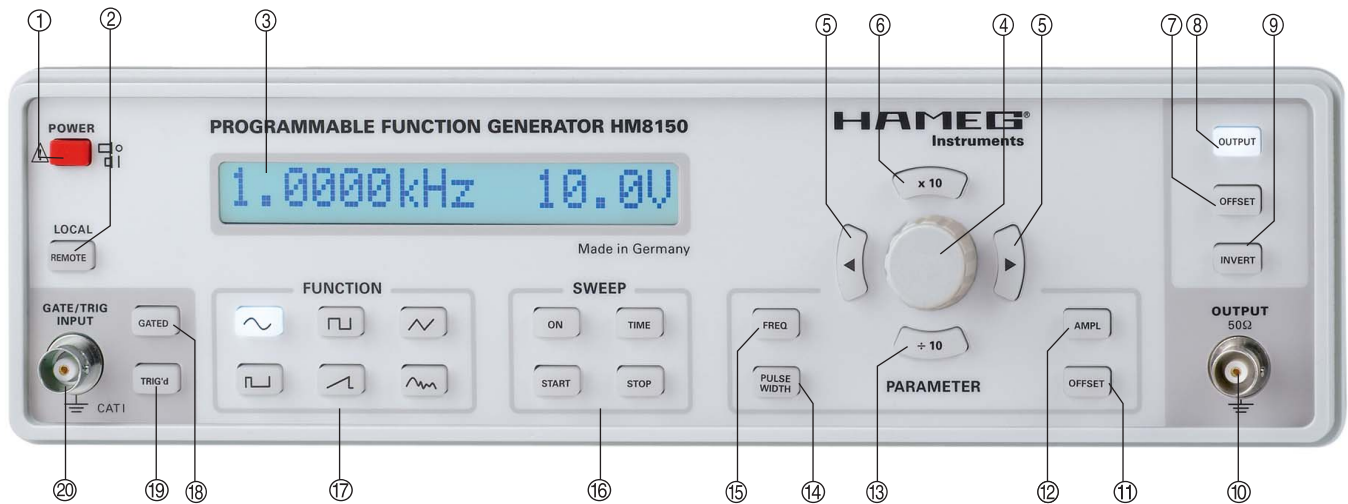 ① ② ③ ⑤ ⑥ ④ ⑤ ⑦ ⑧ ⑨
POWER
PROGRAMMABLE FUNCTION GENERATOR HM8150
HAMEG®
Instruments
1.0000kHz 10.0V
Made in Germany
LOCAL
REMOTE
GATE/TRIG
INPUT
GATED
TRIG'd
CAT I
FUNCTION
SWEEP
ON
TIME
START
STOP
x 10
÷ 10
FREQ
PULSE
WIDTH
PARAMETER
AMPL
OFFSET
OUTPUT
OFFSET
INVERT
OUTPUT
50Ω
⑳ ⑲ ⑱ ⑰ ⑯ ⑮ ⑭ ⑬ ⑫ ⑪ ⑩